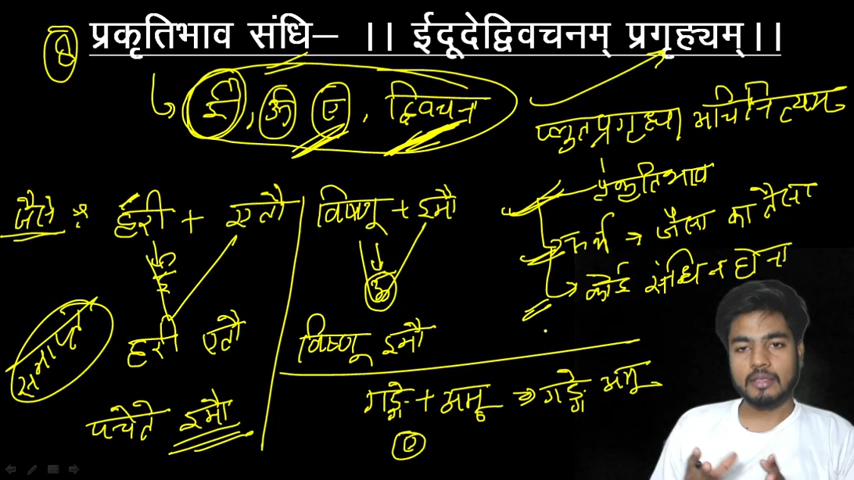 ६ प्रकृतिभाव संधि– ।। ईदूदेद्विवचनम् प्रगृह्यम्।।
ई, ऊ, ए, द्विवचन
प्लुतप्रगृह्या अचि नित्यम्
प्रकृतिभाव
अर्थ → जैसा का तैसा
→ कोई संधि न होना
जैसे : हरी + एतौ
ई
हरी एतौ
विष्णू + इमौ
ऊ
विष्णू इमौ
समाप्त
पचेते इमौ
गङ्गे + अमू ⇒ गङ्गे अमू
ए